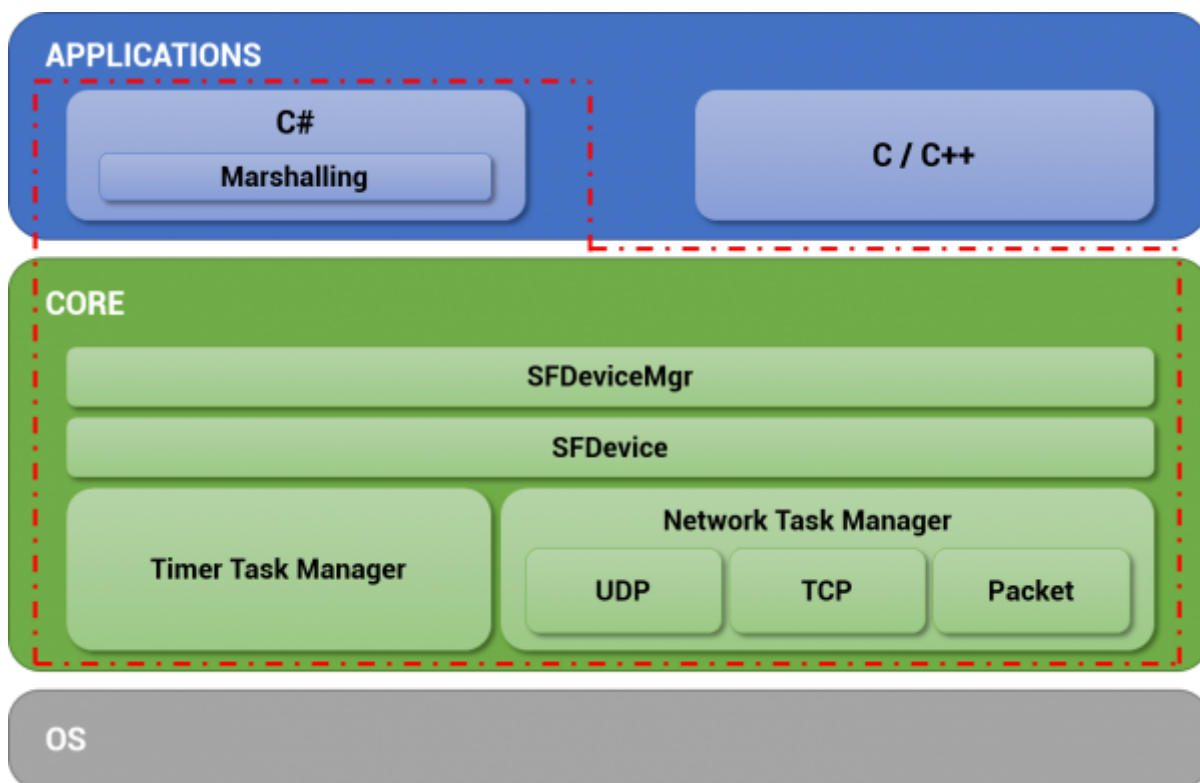 APPLICATIONS
C#
Marshalling
C / C++
CORE
SFDeviceMgr
SFDevice
Timer Task Manager
Network Task Manager
UDP
TCP
Packet
OS